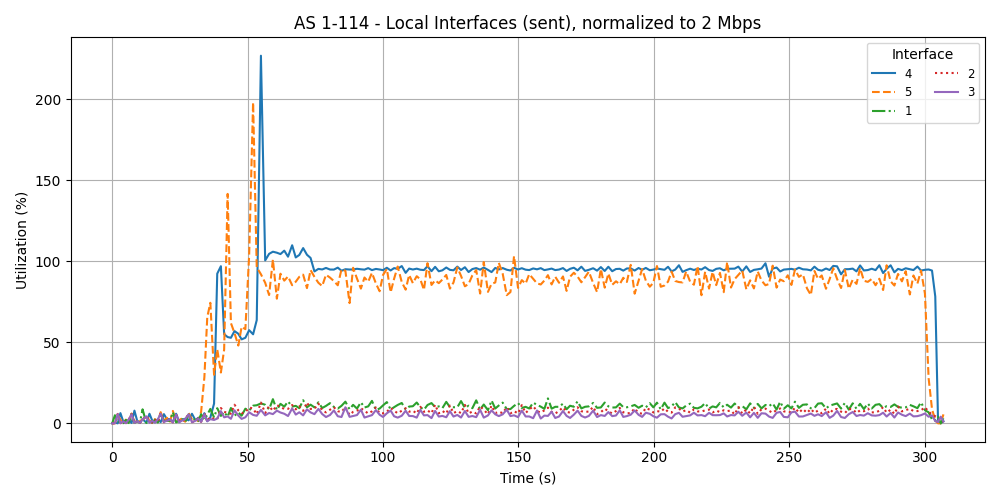 AS 1-114 - Local Interfaces (sent), normalized to 2 Mbps
Utilization (%)
200
150
100
50
0
0 50 100 150 200 250 300
Time (s)
Interface
4 2
5 3
1